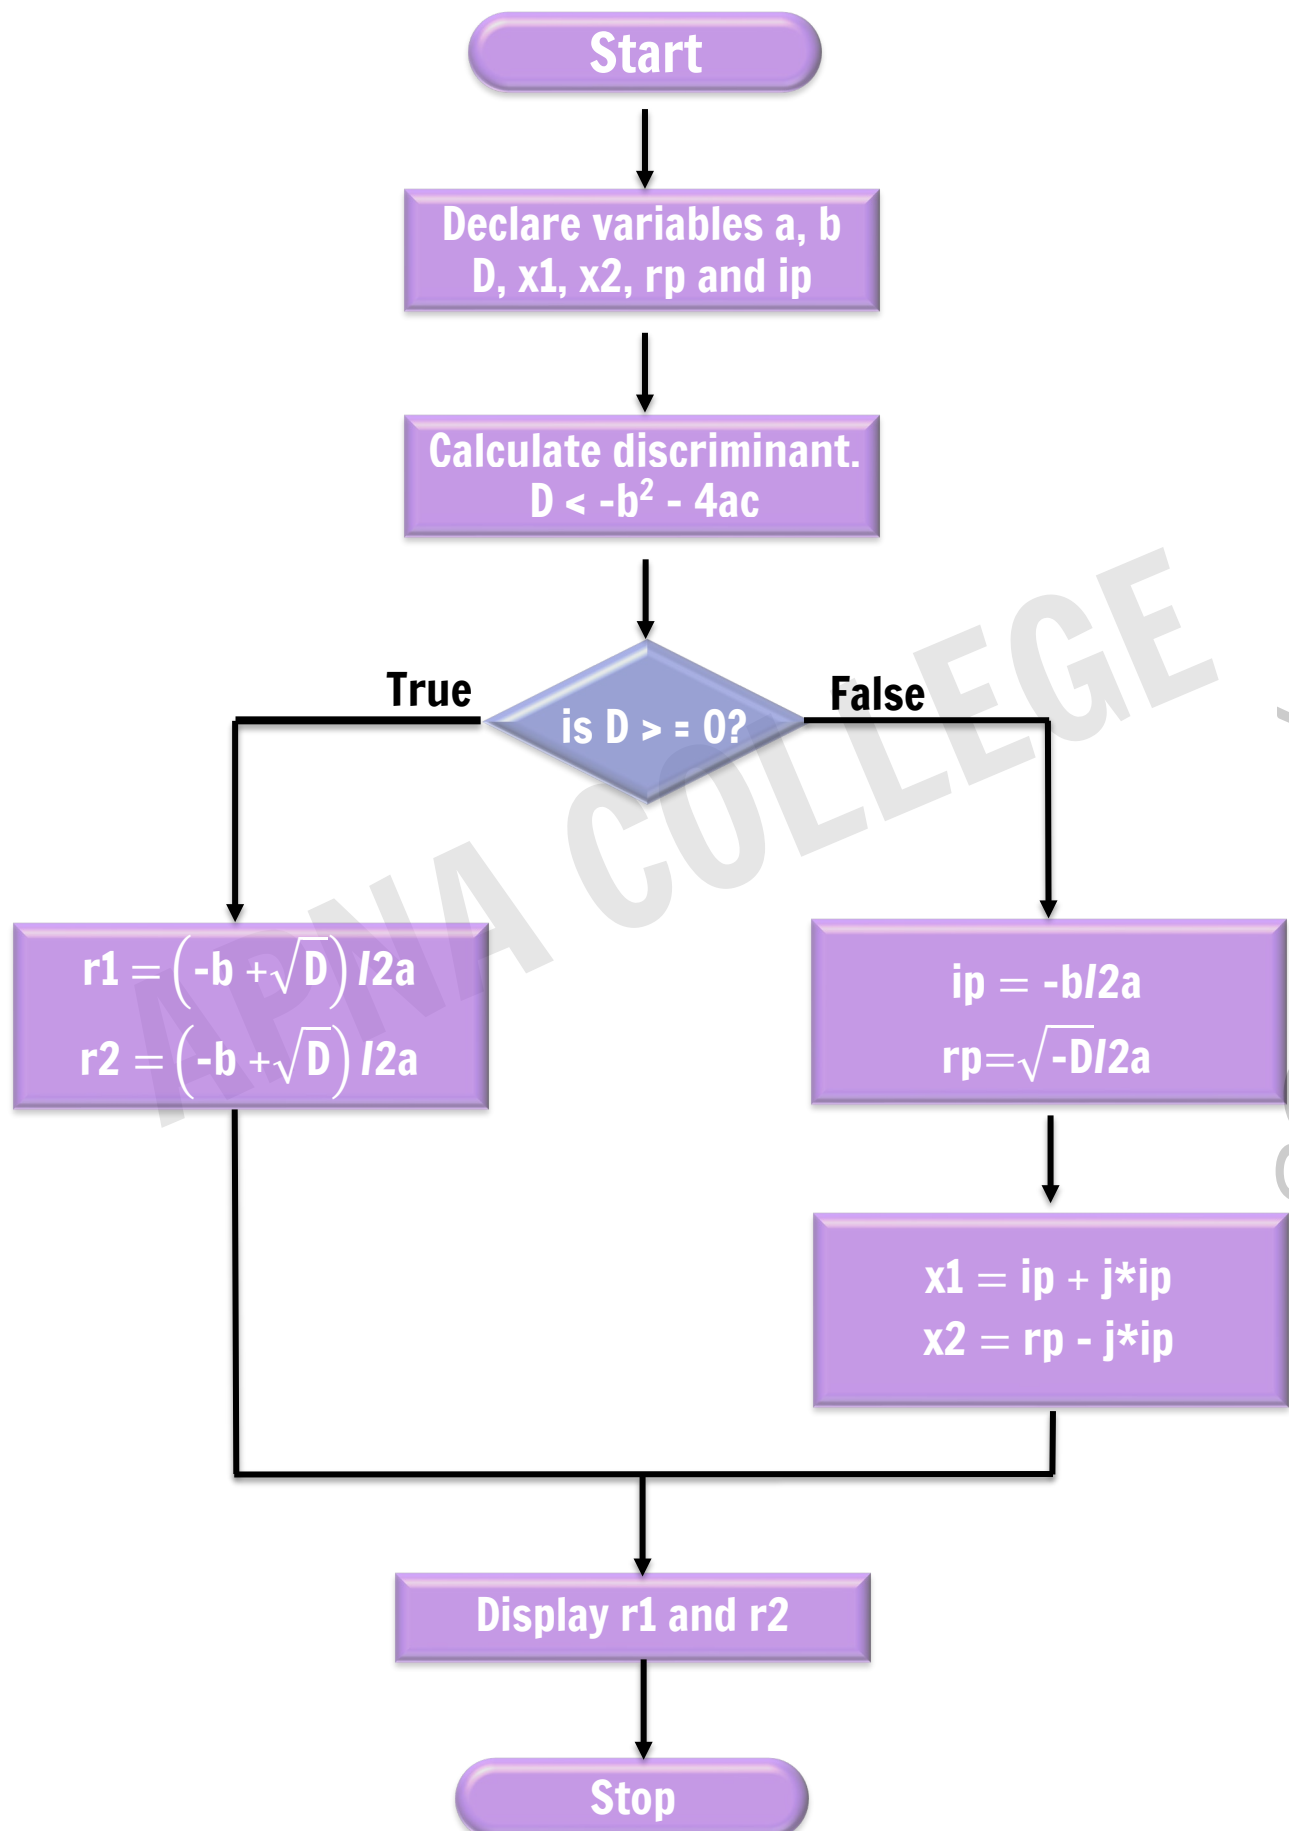 Start
Declare variables a, b
D, x1, x2, rp and ip
Calculate discriminant.
D < -b² - 4ac
is D > = 0?
True
False
r1 = (-b +√D) /2a
r2 = (-b +√D) /2a
ip = -b/2a
rp=√-D/2a
x1 = ip + j*ip
x2 = rp - j*ip
Display r1 and r2
Stop
APNA COLLEGE